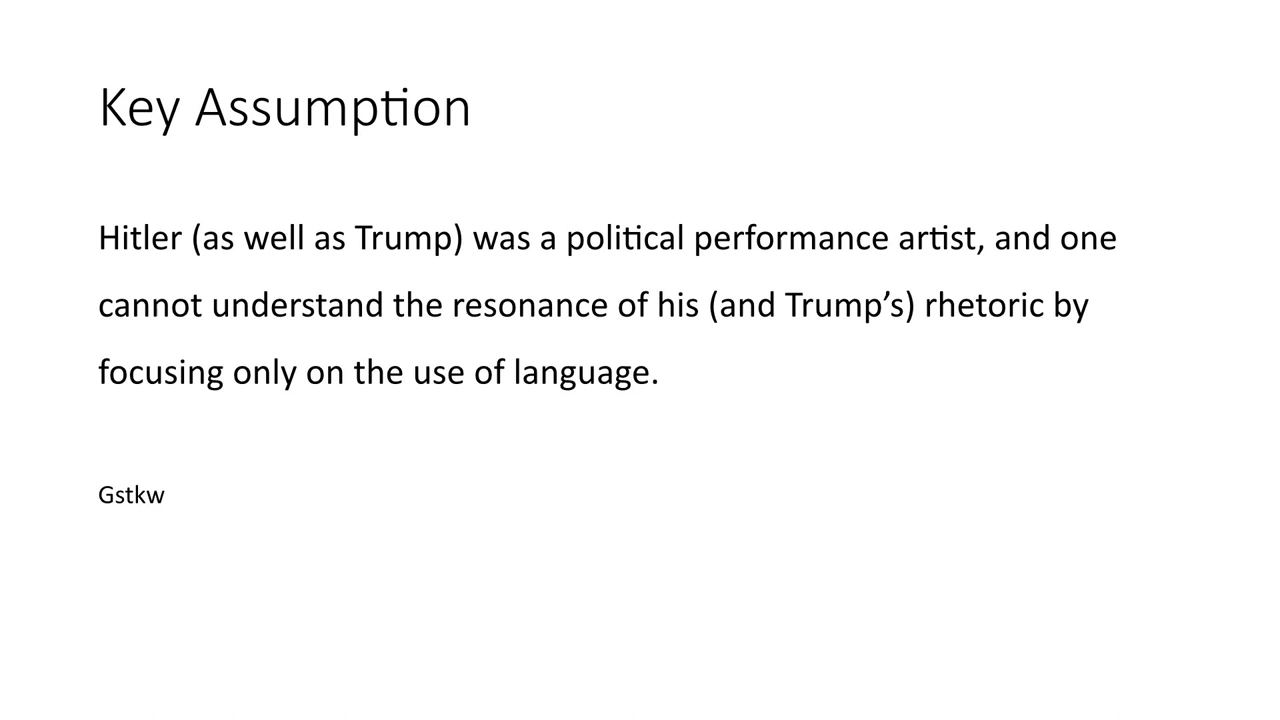 Key Assumption
Hitler (as well as Trump) was a political performance artist, and one
cannot understand the resonance of his (and Trump’s) rhetoric by
focusing only on the use of language.
Gstkw